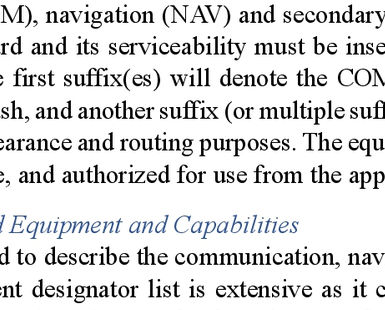 M), navigation (NAV) and secondary
rd and its serviceability must be inse
e first suffix(es) will denote the COM
sh, and another suffix (or multiple suff
earance and routing purposes. The equ
e, and authorized for use from the app
d Equipment and Capabilities
d to describe the communication, nav
ent designator list is extensive as it c